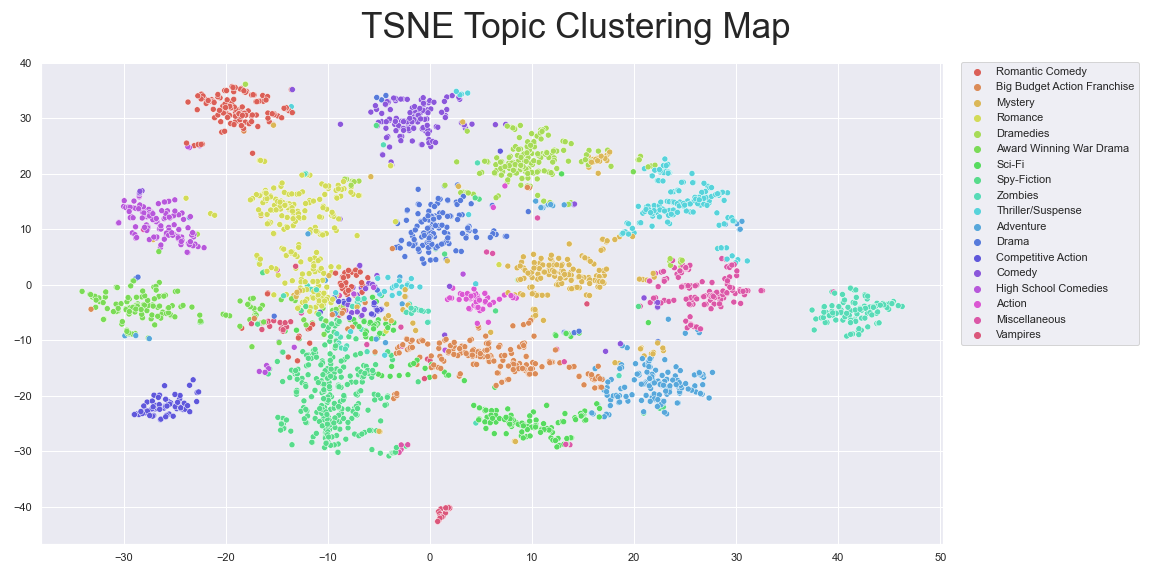 TSNE Topic Clustering Map
40
30
20
10
0
−10
−20
−30
−40
−30
−20
−10
0
10
20
30
40
50
Romantic Comedy
Big Budget Action Franchise
Mystery
Romance
Dramedies
Award Winning War Drama
Sci-Fi
Spy-Fiction
Zombies
Thriller/Suspense
Adventure
Drama
Competitive Action
Comedy
High School Comedies
Action
Miscellaneous
Vampires